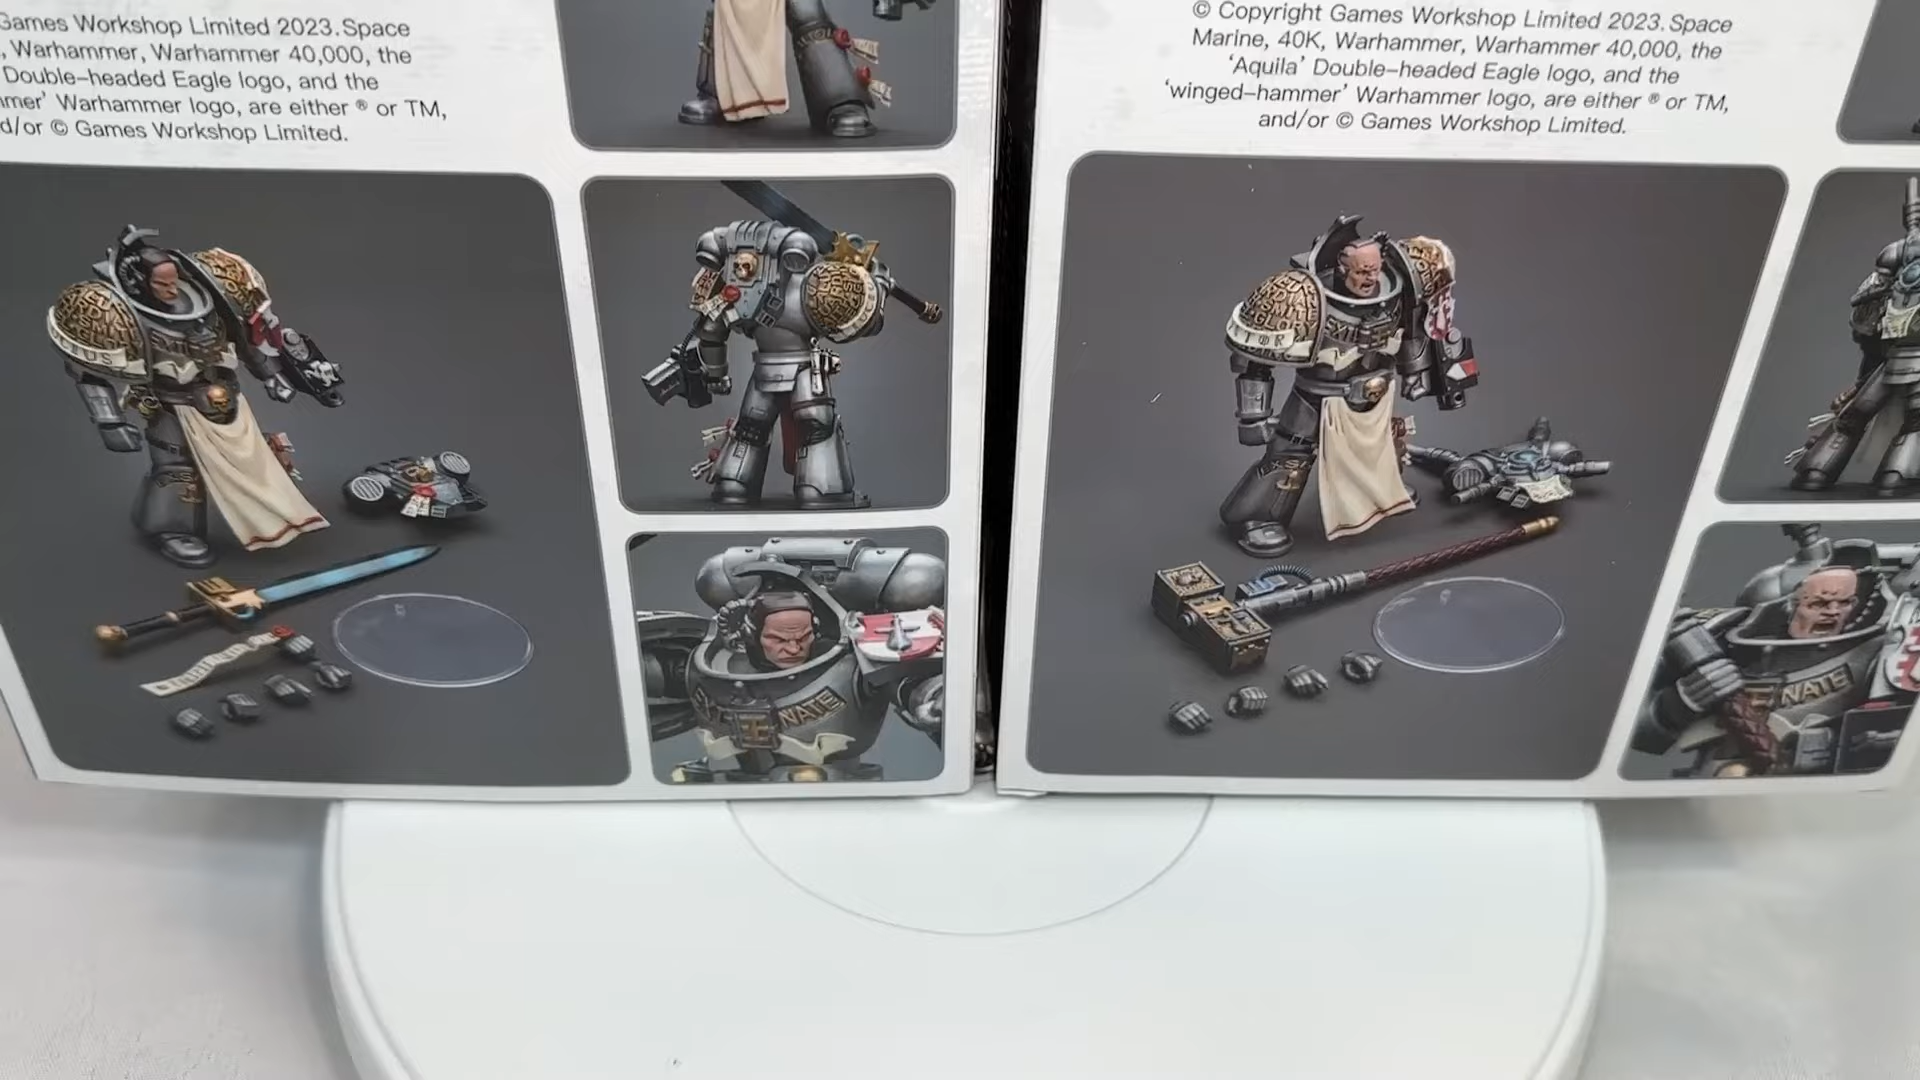 Games Workshop Limited 2023. Space
, Warhammer, Warhammer 40,000, the
Double-headed Eagle logo, and the
mer' Warhammer logo, are either ® or TM,
d/or © Games Workshop Limited.
© Copyright Games Workshop Limited 2023. Space
Marine, 40K, Warhammer, Warhammer 40,000, the
'Aquila' Double-headed Eagle logo, and the
'winged-hammer' Warhammer logo, are either ® or TM,
and/or © Games Workshop Limited.
NATE
NATE